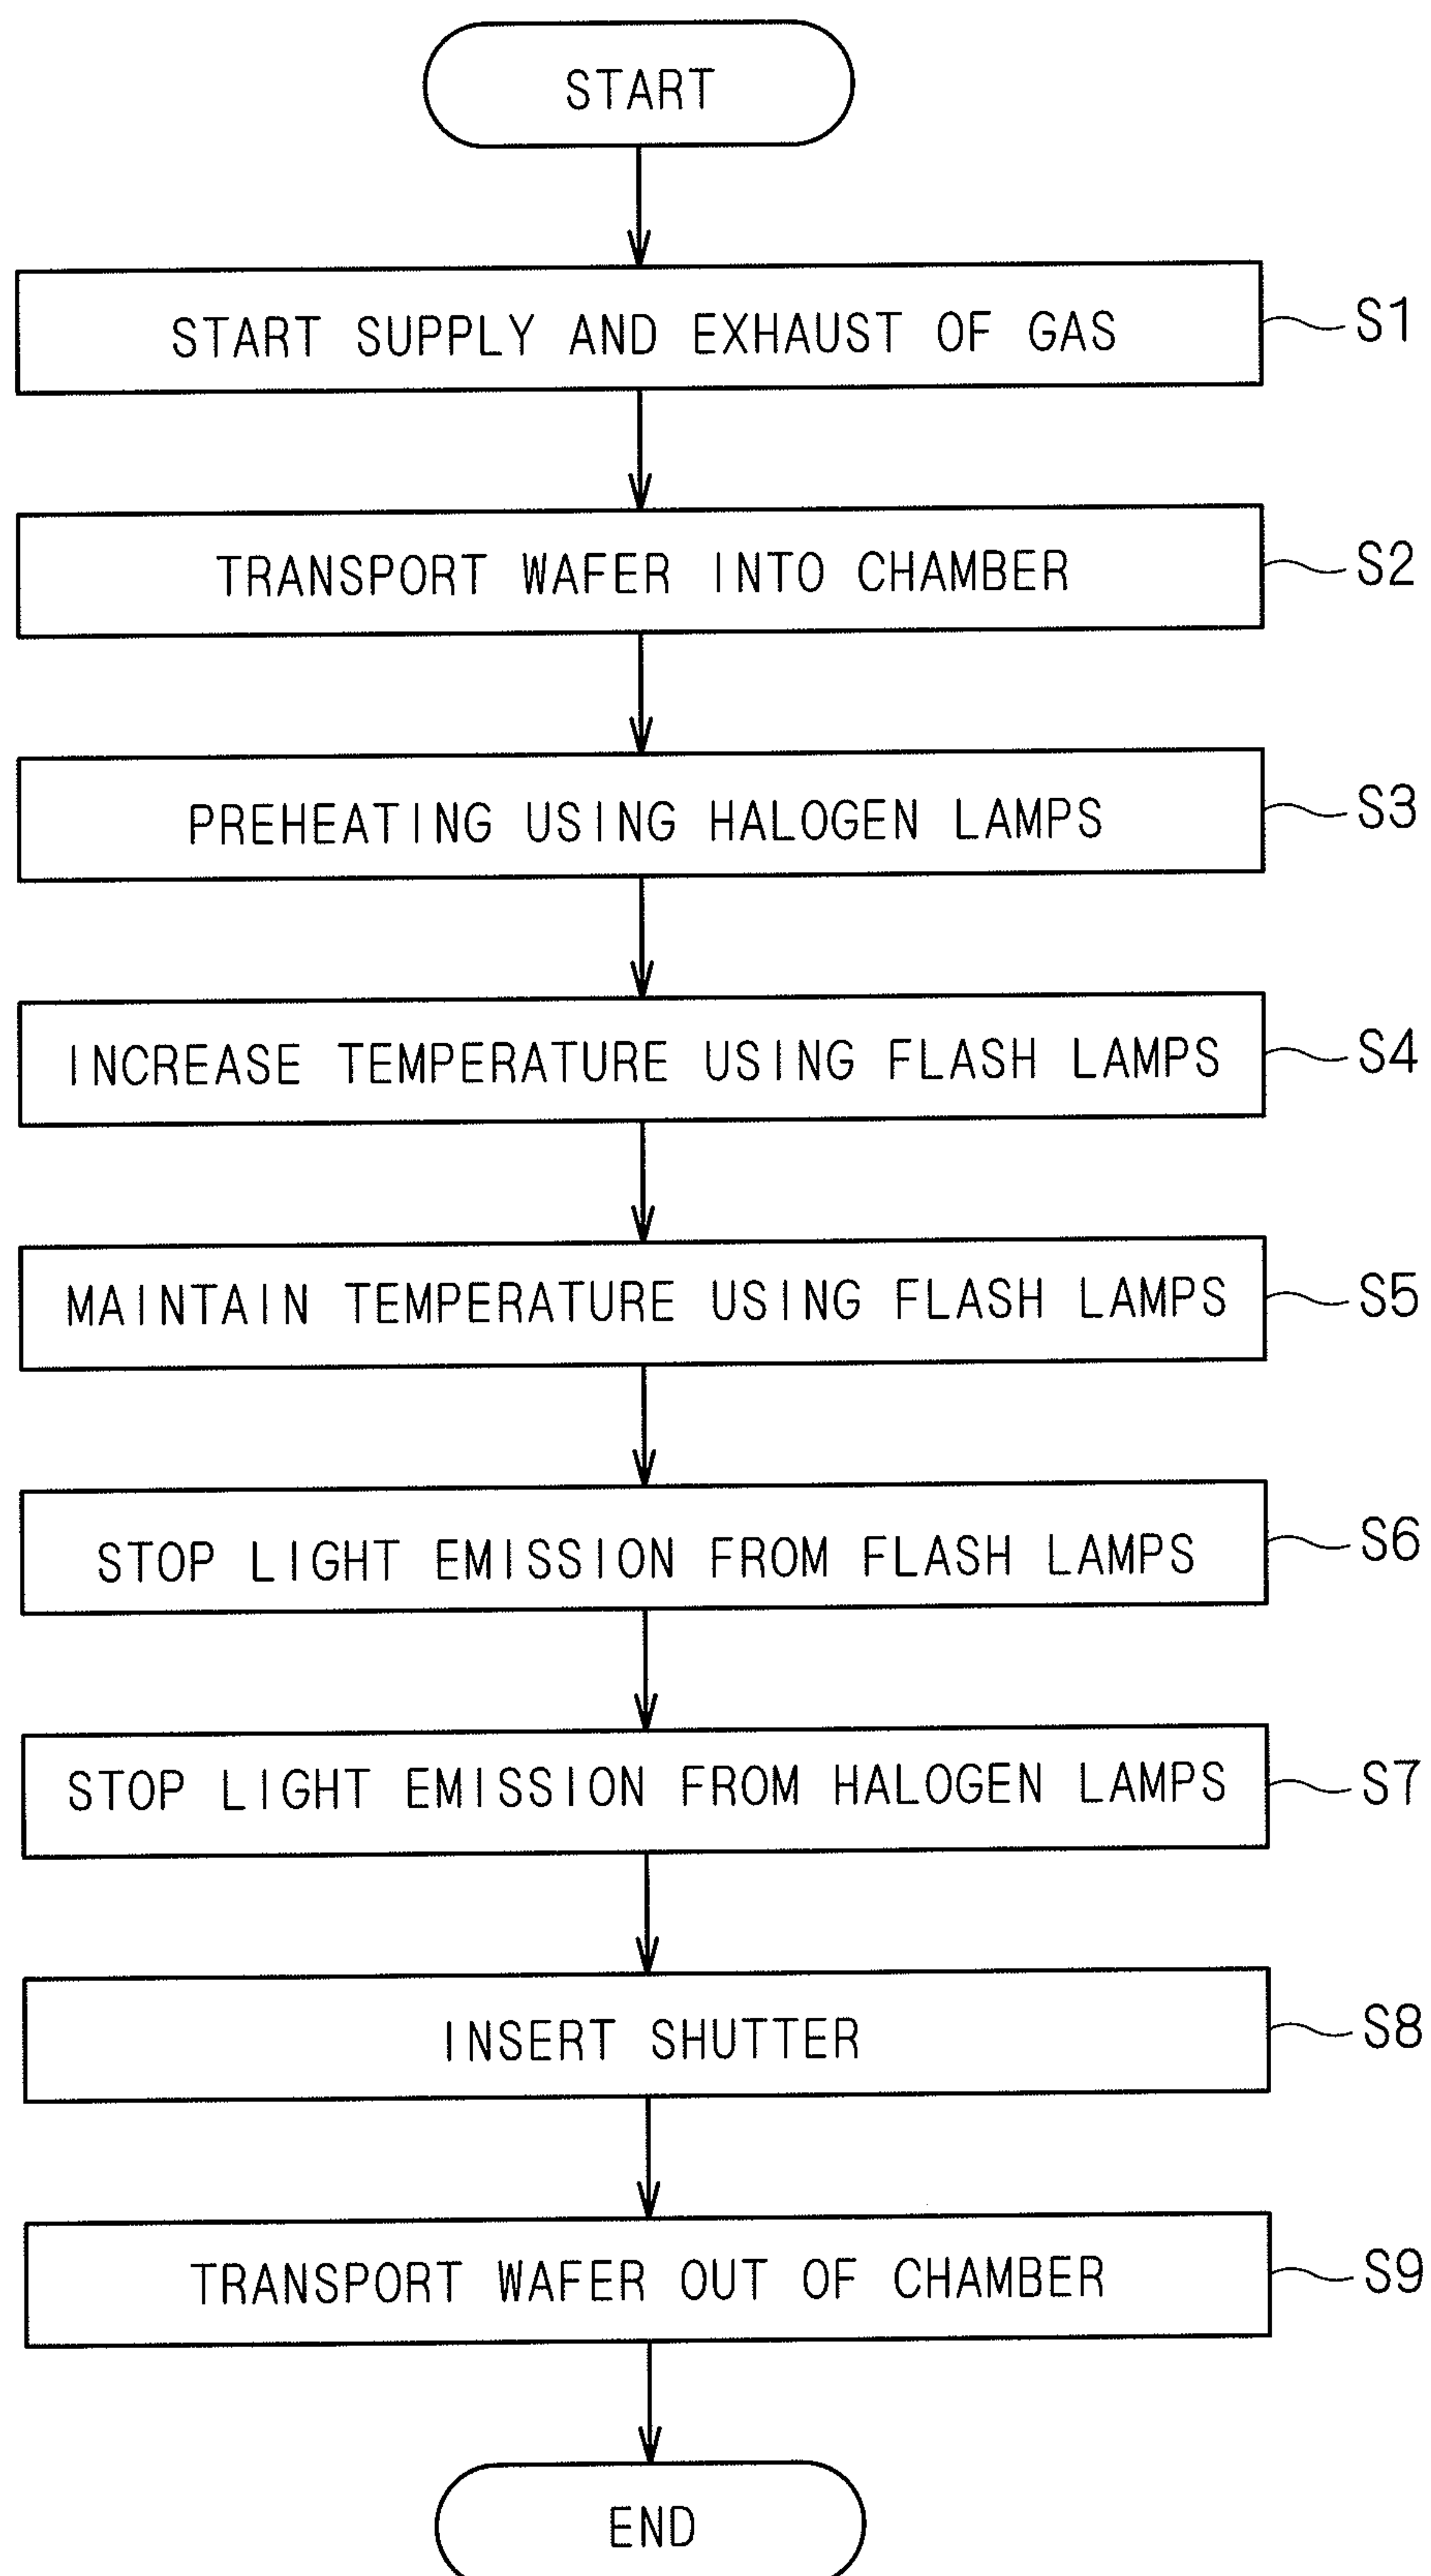 START
START SUPPLY AND EXHAUST OF GAS S1
TRANSPORT WAFER INTO CHAMBER S2
PREHEATING USING HALOGEN LAMPS S3
INCREASE TEMPERATURE USING FLASH LAMPS S4
MAINTAIN TEMPERATURE USING FLASH LAMPS S5
STOP LIGHT EMISSION FROM FLASH LAMPS S6
STOP LIGHT EMISSION FROM HALOGEN LAMPS S7
INSERT SHUTTER S8
TRANSPORT WAFER OUT OF CHAMBER S9
END